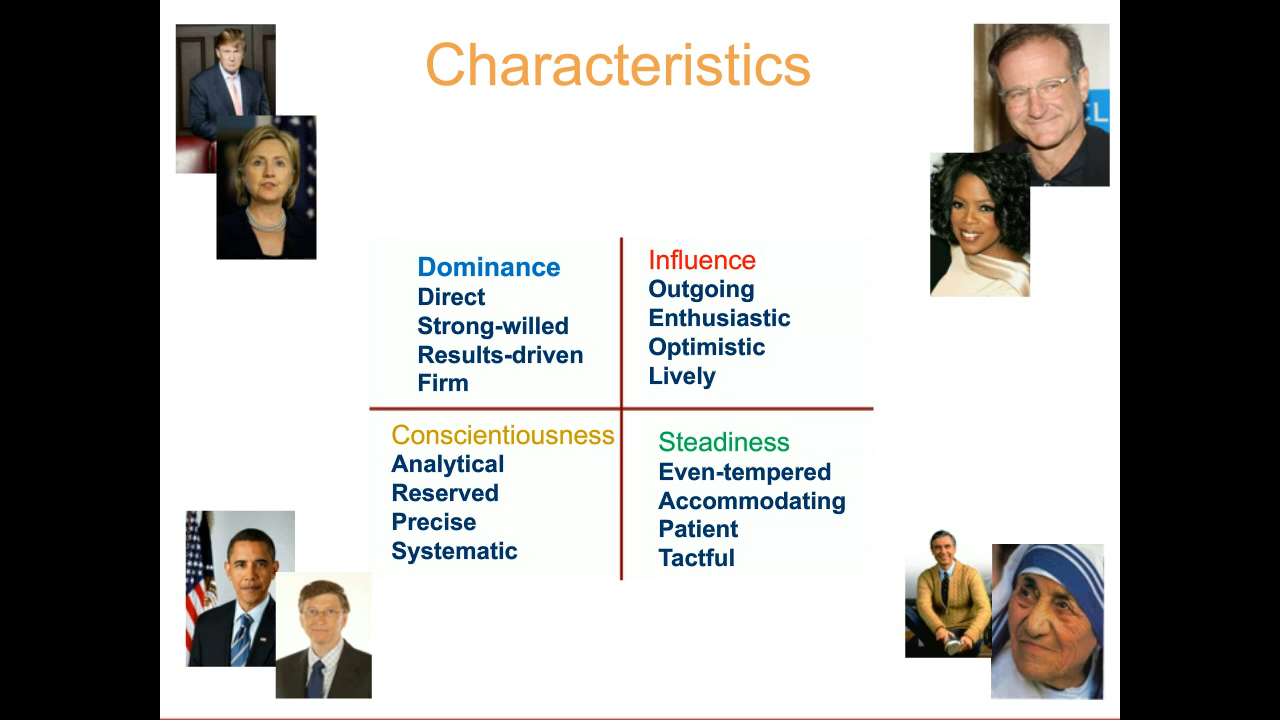 Characteristics
Dominance
Direct
Strong-willed
Results-driven
Firm
Influence
Outgoing
Enthusiastic
Optimistic
Lively
Conscientiousness
Analytical
Reserved
Precise
Systematic
Steadiness
Even-tempered
Accommodating
Patient
Tactful
CL